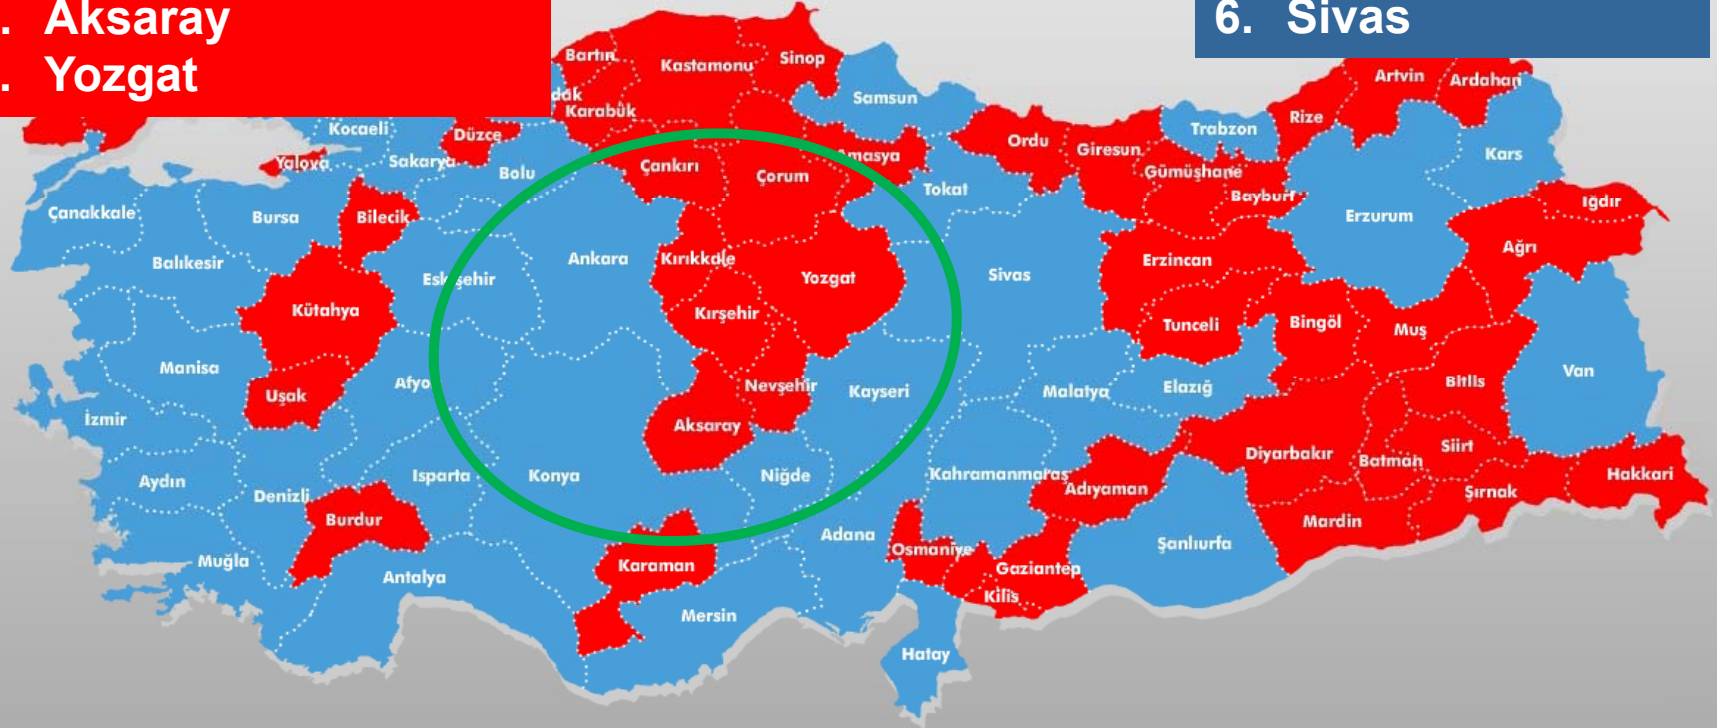 . Aksaray
. Yozgat
6. Sivas
Bartın
Kastamonu
Sinop
dak
Karabük
Samsun
Artvin
Ardahan
Kocaeli
Düzce
Yalova
Sakarya
Bolu
Çankırı
Çorum
Amasya
Tokat
Ordu
Giresun
Trabzon
Rize
Gümüşhane
Bayburt
Kars
Iğdır
Çanakkale
Bursa
Bilecik
Erzurum
Ağrı
Balıkesir
Eskişehir
Ankara
Kırıkkale
Yozgat
Sivas
Erzincan
Kütahya
Kırşehir
Tunceli
Bingöl
Muş
Manisa
Uşak
Afyo
Nevşehir
Kayseri
Malatya
Elazığ
Bitlis
Van
İzmir
Aksaray
Aydın
Denizli
Isparta
Konya
Niğde
Kahramanmaraş
Adıyaman
Diyarbakır
Batman
Siirt
Şırnak
Hakkari
Burdur
Mardin
Muğla
Antalya
Karaman
Adana
Osmaniye
Gaziantep
Kilis
Şanlıurfa
Mersin
Hatay